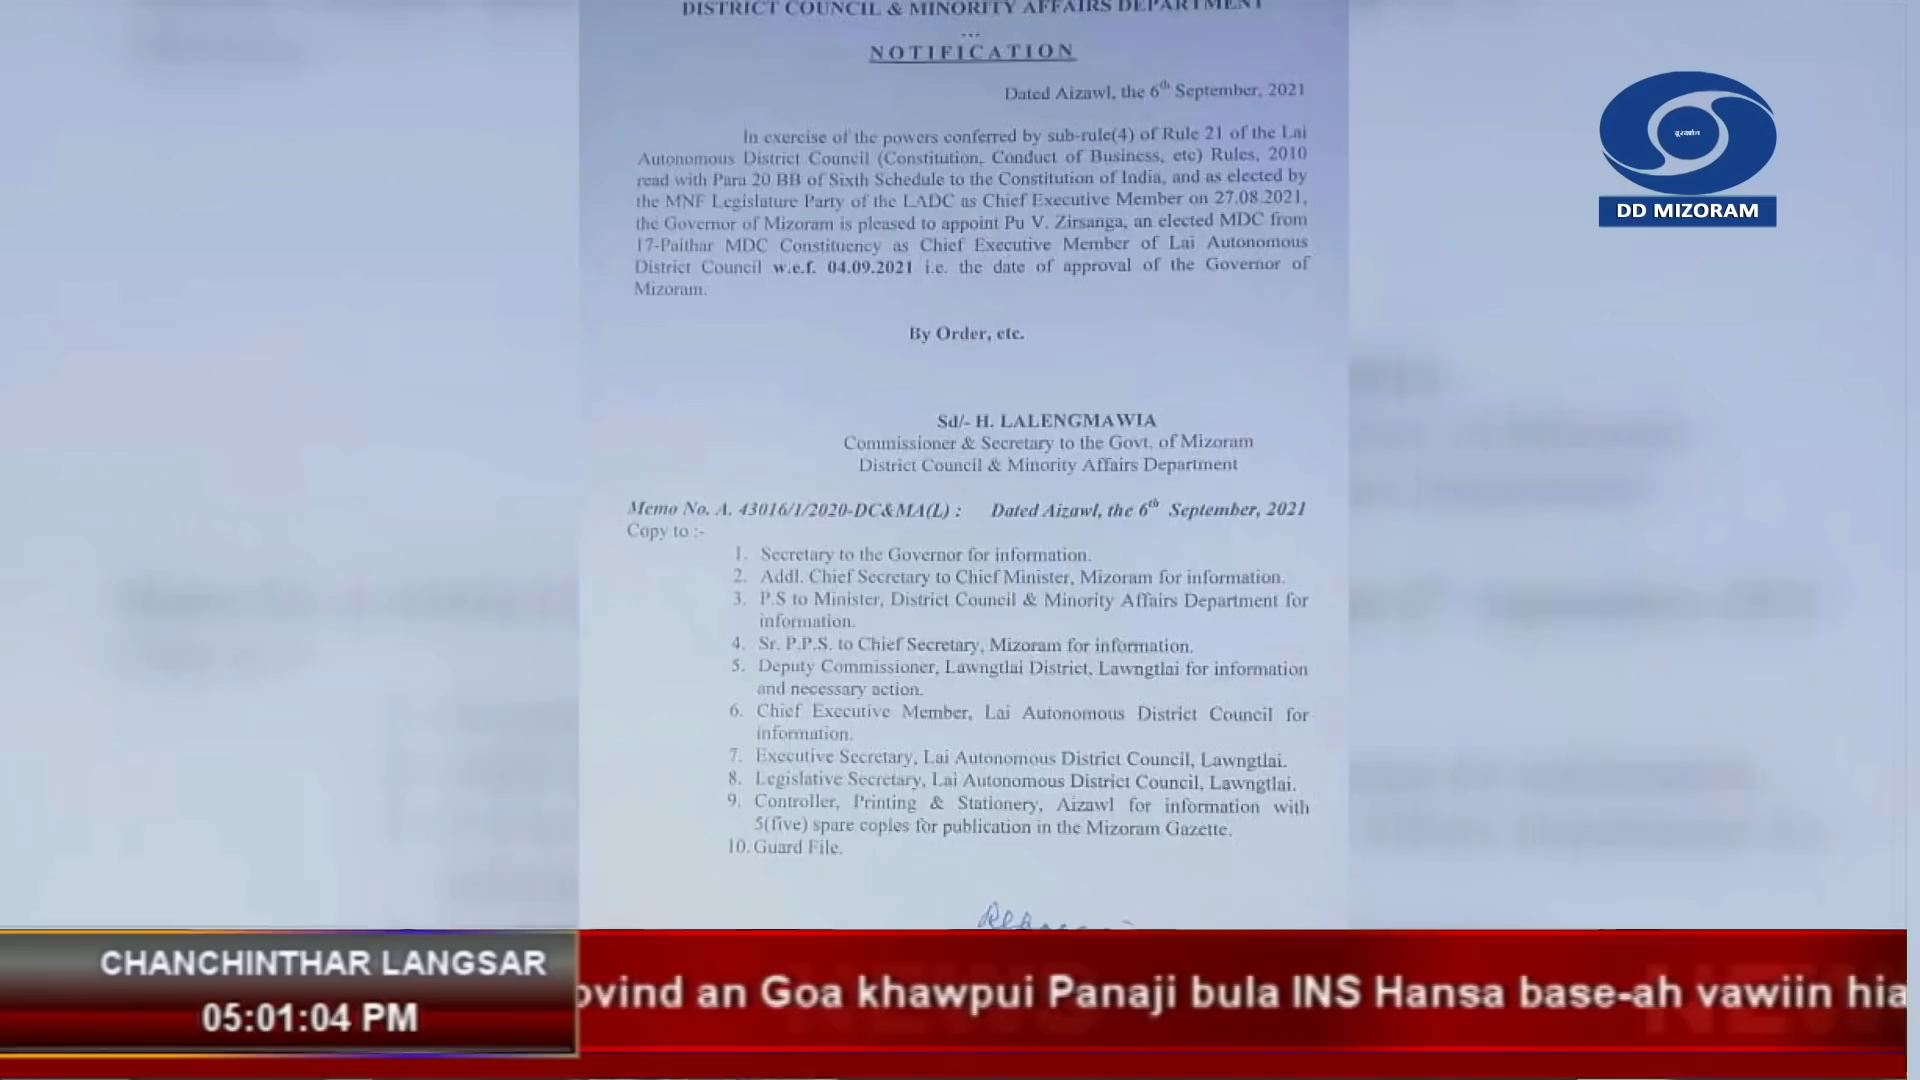 DISTRICT COUNCIL & MINORITY AFFAIRS DEPARTMENT
...
NOTIFICATION
Dated Aizawl, the 6th September, 2021
In exercise of the powers conferred by sub-rule(4) of Rule 21 of the Lai
Autonomous District Council (Constitution, Conduct of Business, etc) Rules, 2010
read with Para 20 BB of Sixth Schedule to the Constitution of India, and as elected by
the MNF Legislature Party of the LADC as Chief Executive Member on 27.08.2021,
the Governor of Mizoram is pleased to appoint Pu V. Zirsanga, an elected MDC from
17-Paithar MDC Constituency as Chief Executive Member of Lai Autonomous
District Council w.e.f. 04.09.2021 i.e. the date of approval of the Governor of
Mizoram.
By Order, etc.
Sd/- H. LALENGMAWIA
Commissioner & Secretary to the Govt. of Mizoram
District Council & Minority Affairs Department
Memo No. A. 43016/1/2020-DC&MA(L) : Dated Aizawl, the 6th September, 2021
Copy to :-
1. Secretary to the Governor for information.
2. Addl. Chief Secretary to Chief Minister, Mizoram for information.
3. P.S to Minister, District Council & Minority Affairs Department for
information.
4. Sr. P.P.S. to Chief Secretary, Mizoram for information.
5. Deputy Commissioner, Lawngtlai District, Lawngtlai for information
and necessary action.
6. Chief Executive Member, Lai Autonomous District Council for
information.
7. Executive Secretary, Lai Autonomous District Council, Lawngtlai.
8. Legislative Secretary, Lai Autonomous District Council, Lawngtlai.
9. Controller, Printing & Stationery, Aizawl for information with
5(five) spare copies for publication in the Mizoram Gazette.
10. Guard File.
दूरदर्शन
DD MIZORAM
CHANCHINTHAR LANGSAR
05:01:04 PM
ovind an Goa khawpui Panaji bula INS Hansa base-ah vawiin hia